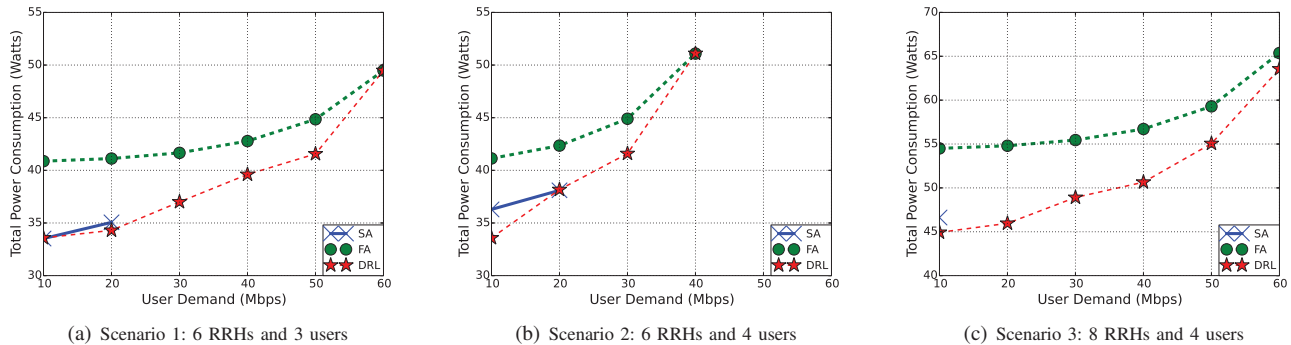 55
50
45
40
35
30
10
20
30
40
50
60
Total Power Consumption (Watts)
User Demand (Mbps)
SA
FA
DRL
(a) Scenario 1: 6 RRHs and 3 users
55
50
45
40
35
30
10
20
30
40
50
60
Total Power Consumption (Watts)
User Demand (Mbps)
SA
FA
DRL
(b) Scenario 2: 6 RRHs and 4 users
70
65
60
55
50
45
40
10
20
30
40
50
60
Total Power Consumption (Watts)
User Demand (Mbps)
SA
FA
DRL
(c) Scenario 3: 8 RRHs and 4 users